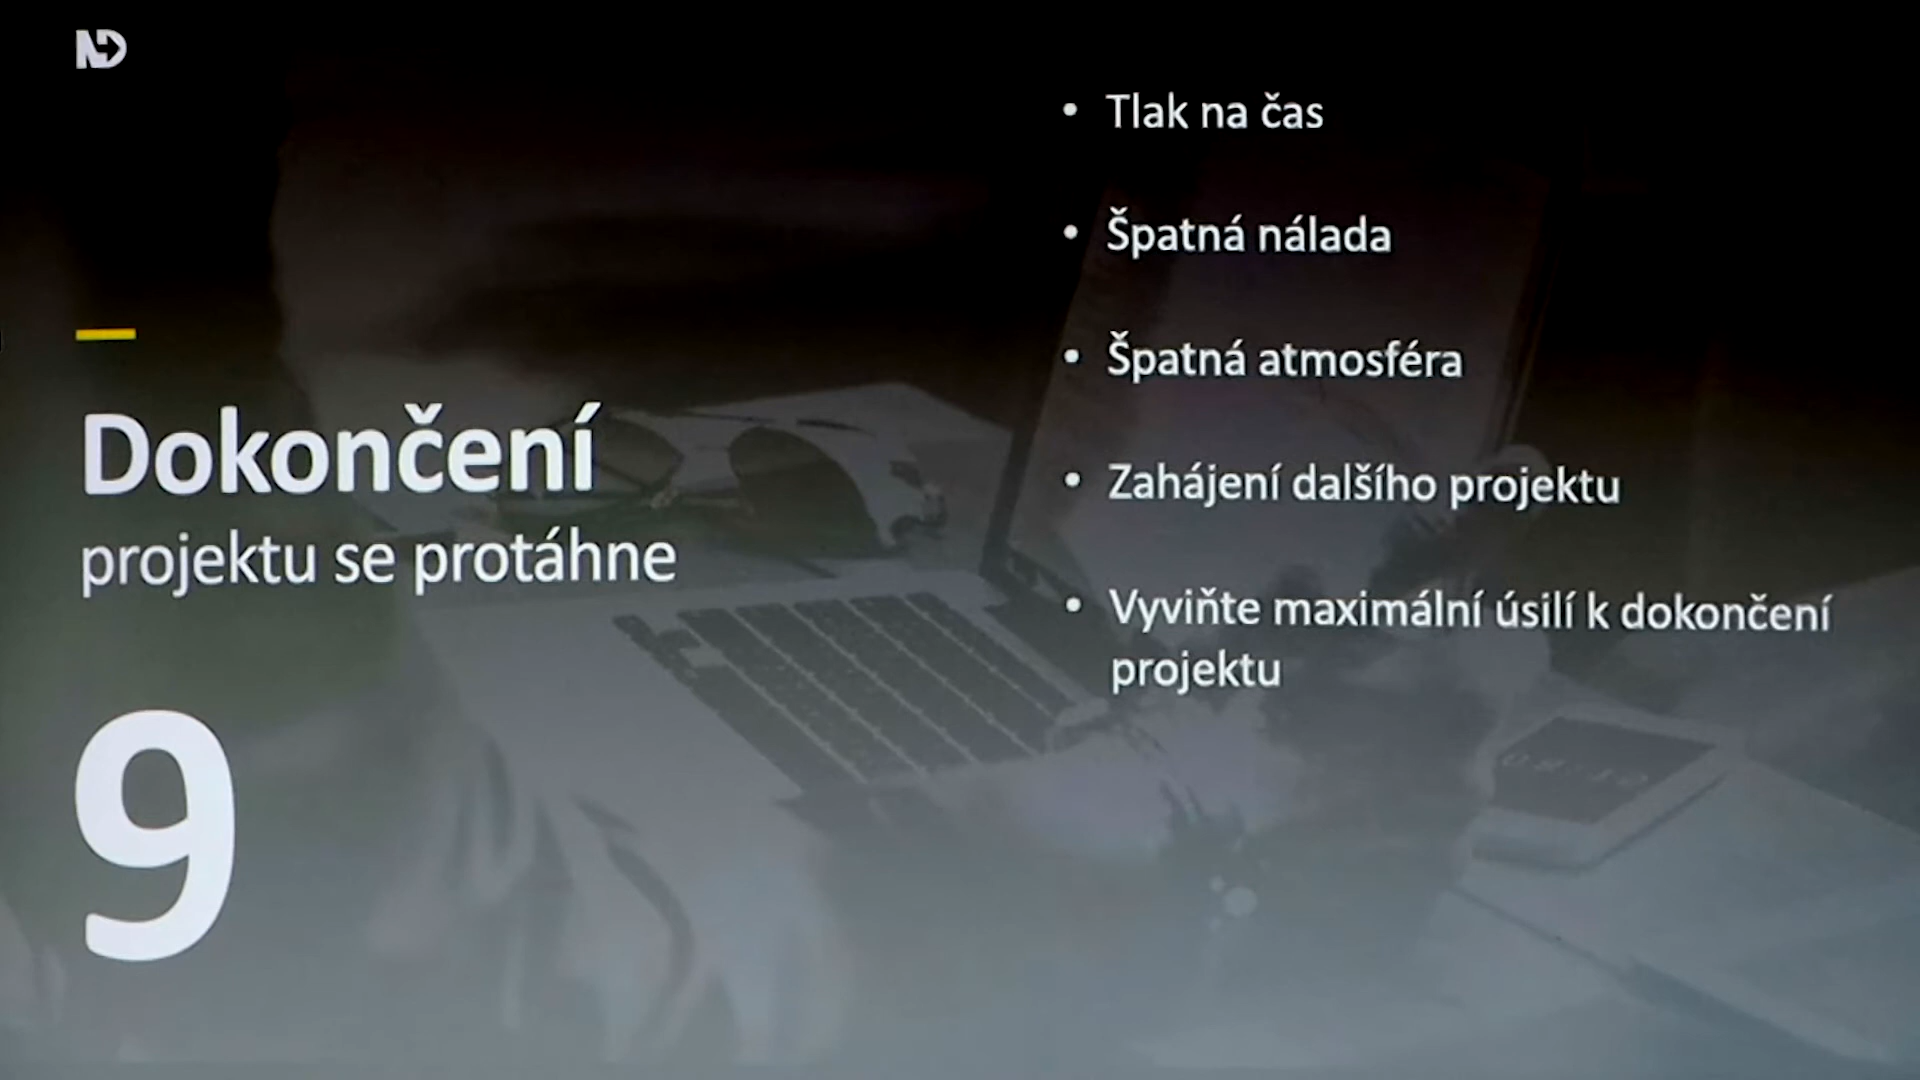 ND
Dokončení
projektu se protáhne
9
• Tlak na čas
• Špatná nálada
• Špatná atmosféra
• Zahájení dalšího projektu
• Vyviňte maximální úsilí k dokončení
projektu